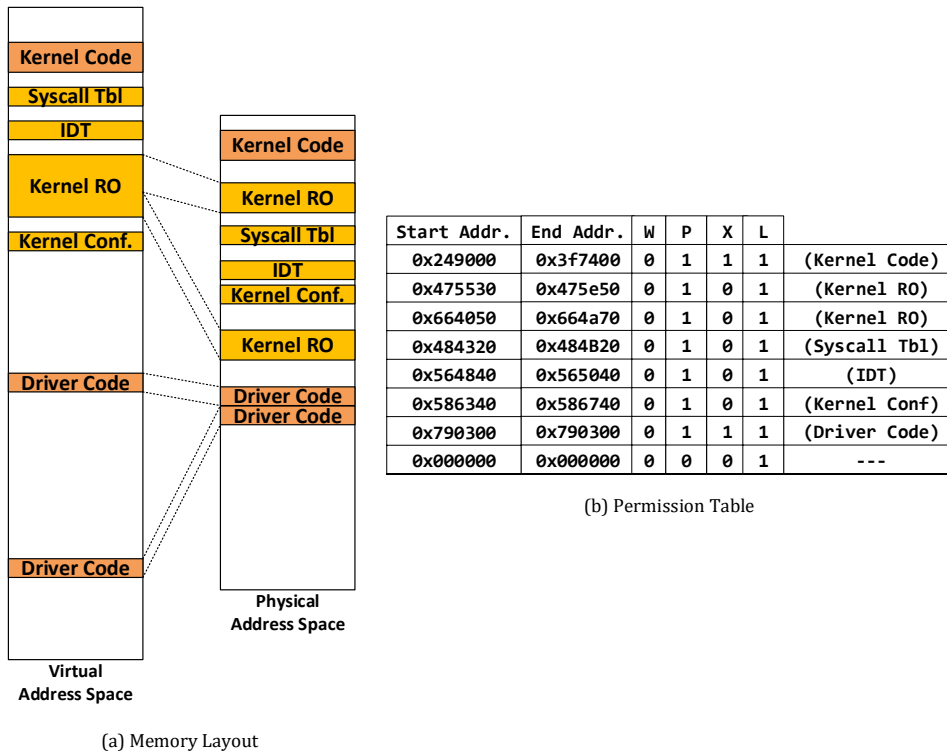 Kernel Code
Syscall Tbl
IDT
Kernel RO
Kernel Conf.
Driver Code
Driver Code
Virtual
Address Space
Kernel Code
Kernel RO
Syscall Tbl
IDT
Kernel Conf.
Kernel RO
Driver Code
Driver Code
Physical
Address Space
(a) Memory Layout
Start Addr. End Addr. W P X L
0x249000 0x3f7400 0 1 1 1 (Kernel Code)
0x475530 0x475e50 0 1 0 1 (Kernel RO)
0x664050 0x664a70 0 1 0 1 (Kernel RO)
0x484320 0x484B20 0 1 0 1 (Syscall Tbl)
0x564840 0x565040 0 1 0 1 (IDT)
0x586340 0x586740 0 1 0 1 (Kernel Conf)
0x790300 0x790300 0 1 1 1 (Driver Code)
0x000000 0x000000 0 0 0 1 ---
(b) Permission Table